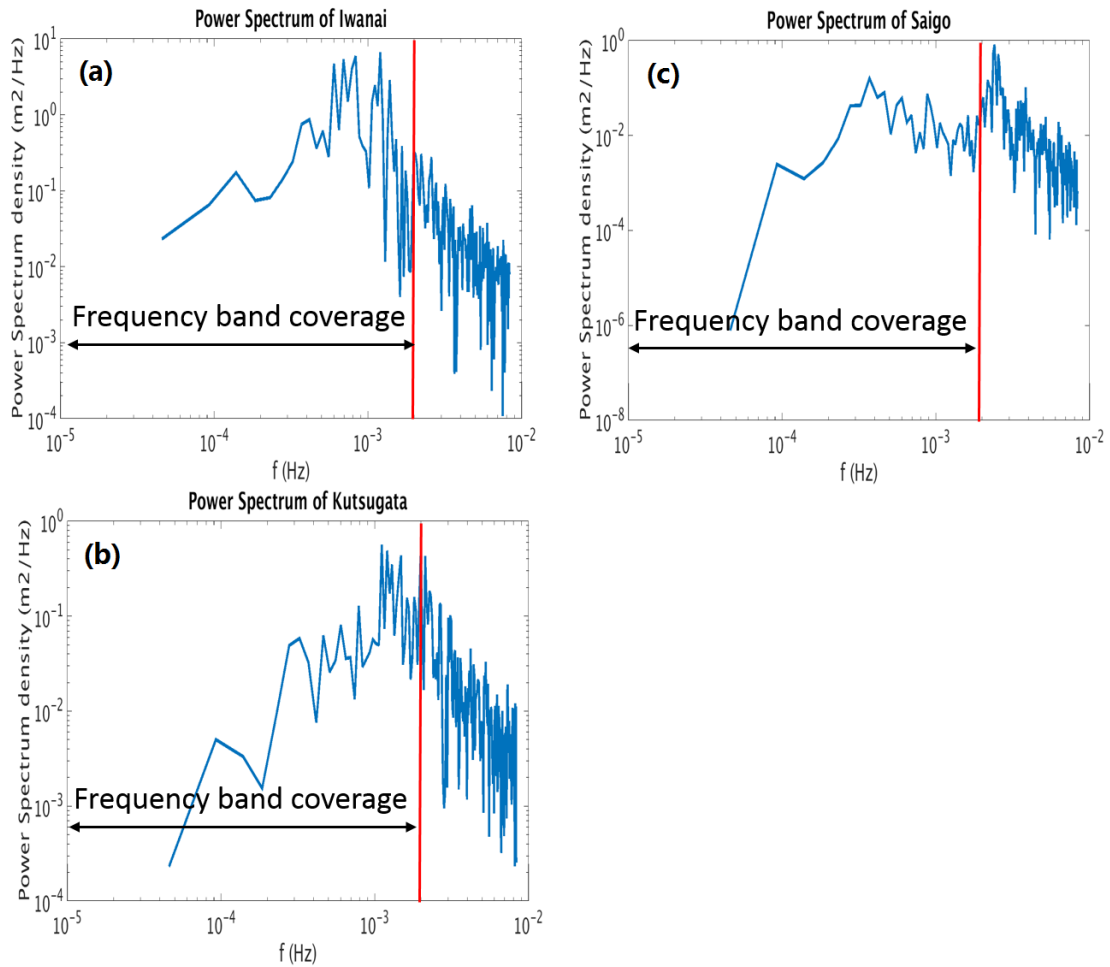 Power Spectrum of Iwanai
(a)
Power Spectrum density (m2/Hz)
10^1
10^0
10^-1
10^-2
10^-3
10^-4
Frequency band coverage
10^-5
10^-4
10^-3
10^-2
f (Hz)
Power Spectrum of Saigo
(c)
Power Spectrum density (m2/Hz)
10^0
10^-2
10^-4
10^-6
10^-8
Frequency band coverage
10^-5
10^-4
10^-3
10^-2
f (Hz)
Power Spectrum of Kutsugata
(b)
Power Spectrum density (m2/Hz)
10^0
10^-1
10^-2
10^-3
10^-4
Frequency band coverage
10^-5
10^-4
10^-3
10^-2
f (Hz)